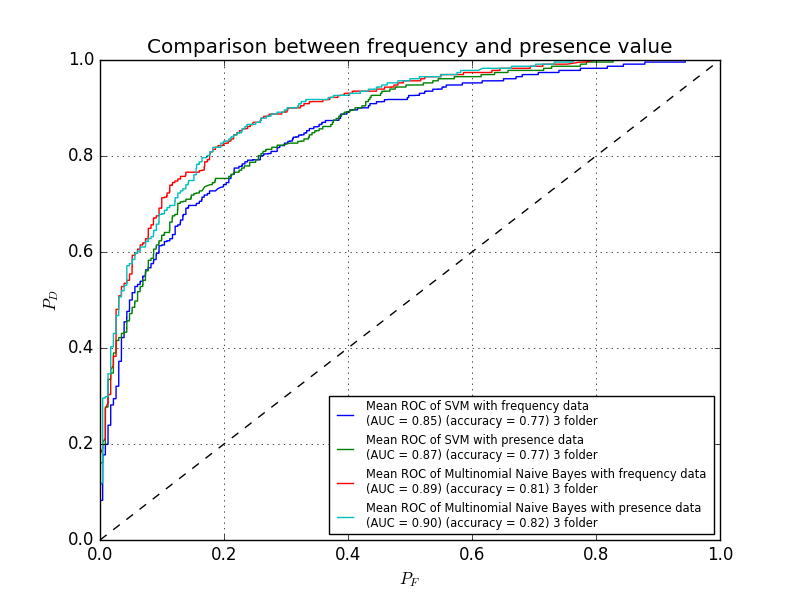 Comparison between frequency and presence value
1.0
0.8
0.6
P_D
0.4
0.2
0.0
Mean ROC of SVM with frequency data
(AUC = 0.85) (accuracy = 0.77) 3 folder
Mean ROC of SVM with presence data
(AUC = 0.87) (accuracy = 0.77) 3 folder
Mean ROC of Multinomial Naive Bayes with frequency data
(AUC = 0.89) (accuracy = 0.81) 3 folder
Mean ROC of Multinomial Naive Bayes with presence data
(AUC = 0.90) (accuracy = 0.82) 3 folder
0.0 0.2 0.4 0.6 0.8 1.0
P_F